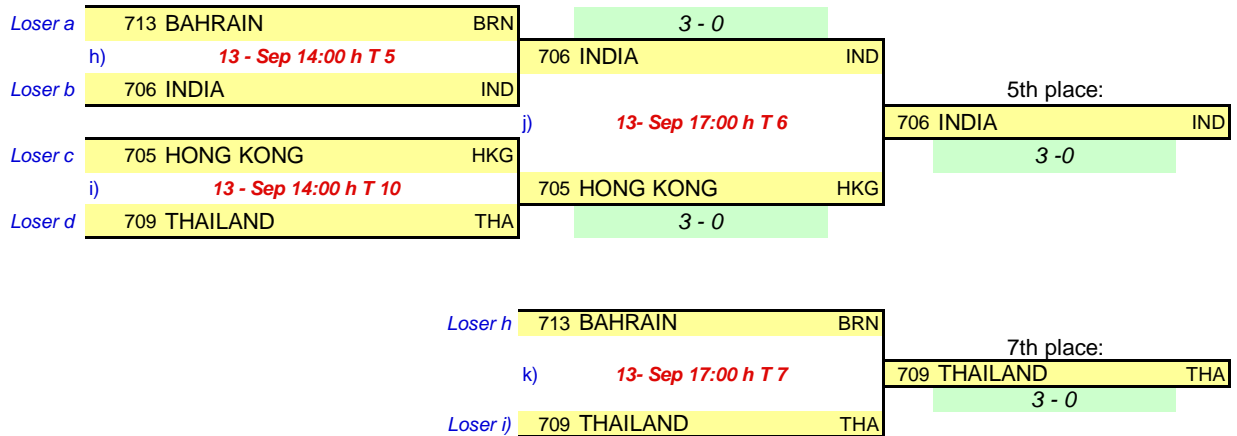 Loser a 713 BAHRAIN BRN 3 - 0
h) 13 - Sep 14:00 h T 5 706 INDIA IND
Loser b 706 INDIA IND 5th place:
j) 13- Sep 17:00 h T 6 706 INDIA IND
Loser c 705 HONG KONG HKG 3 -0
i) 13 - Sep 14:00 h T 10 705 HONG KONG HKG
Loser d 709 THAILAND THA 3 - 0
Loser h 713 BAHRAIN BRN
7th place:
k) 13- Sep 17:00 h T 7 709 THAILAND THA
3 - 0
Loser i) 709 THAILAND THA